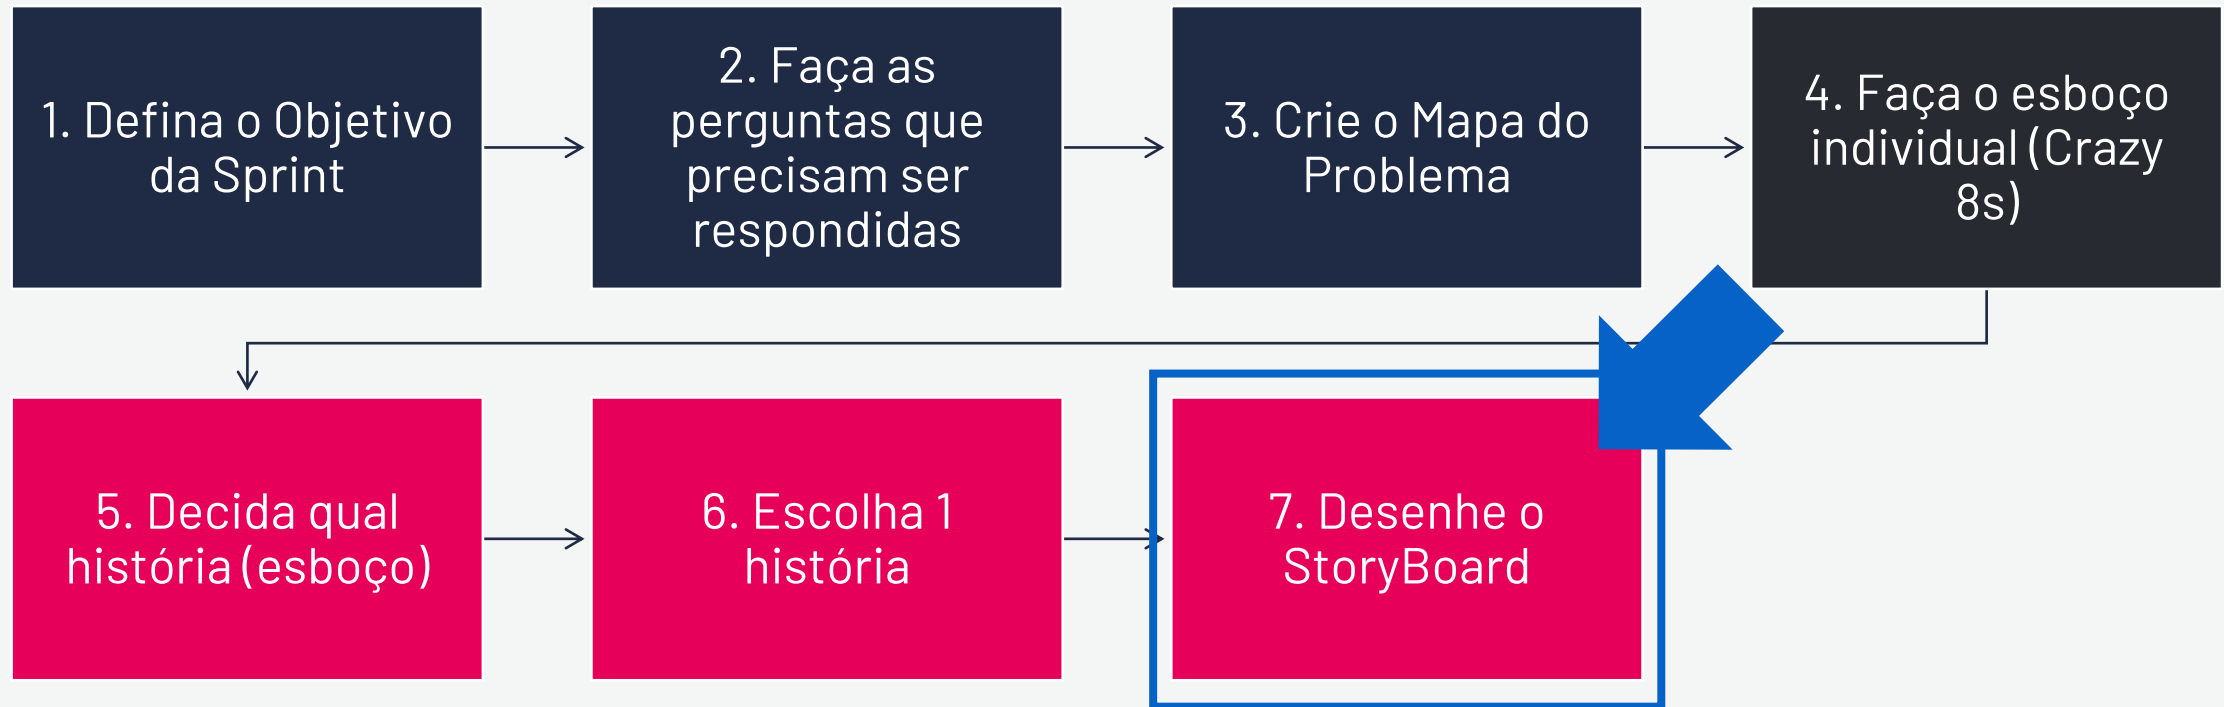 1. Defina o Objetivo
da Sprint
2. Faça as
perguntas que
precisam ser
respondidas
3. Crie o Mapa do
Problema
4. Faça o esboço
individual (Crazy
8s)
5. Decida qual
história (esboço)
6. Escolha 1
história
7. Desenhe o
StoryBoard